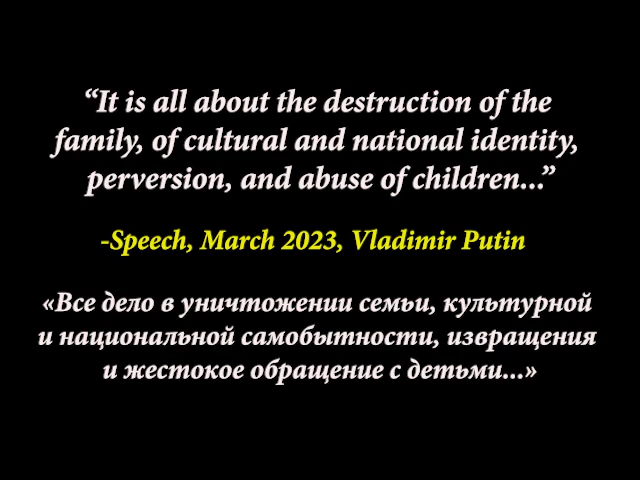 “It is all about the destruction of the
family, of cultural and national identity,
perversion, and abuse of children...”
-Speech, March 2023, Vladimir Putin
«Все дело в уничтожении семьи, культурной
и национальной самобытности, извращения
и жестокое обращение с детьми...»